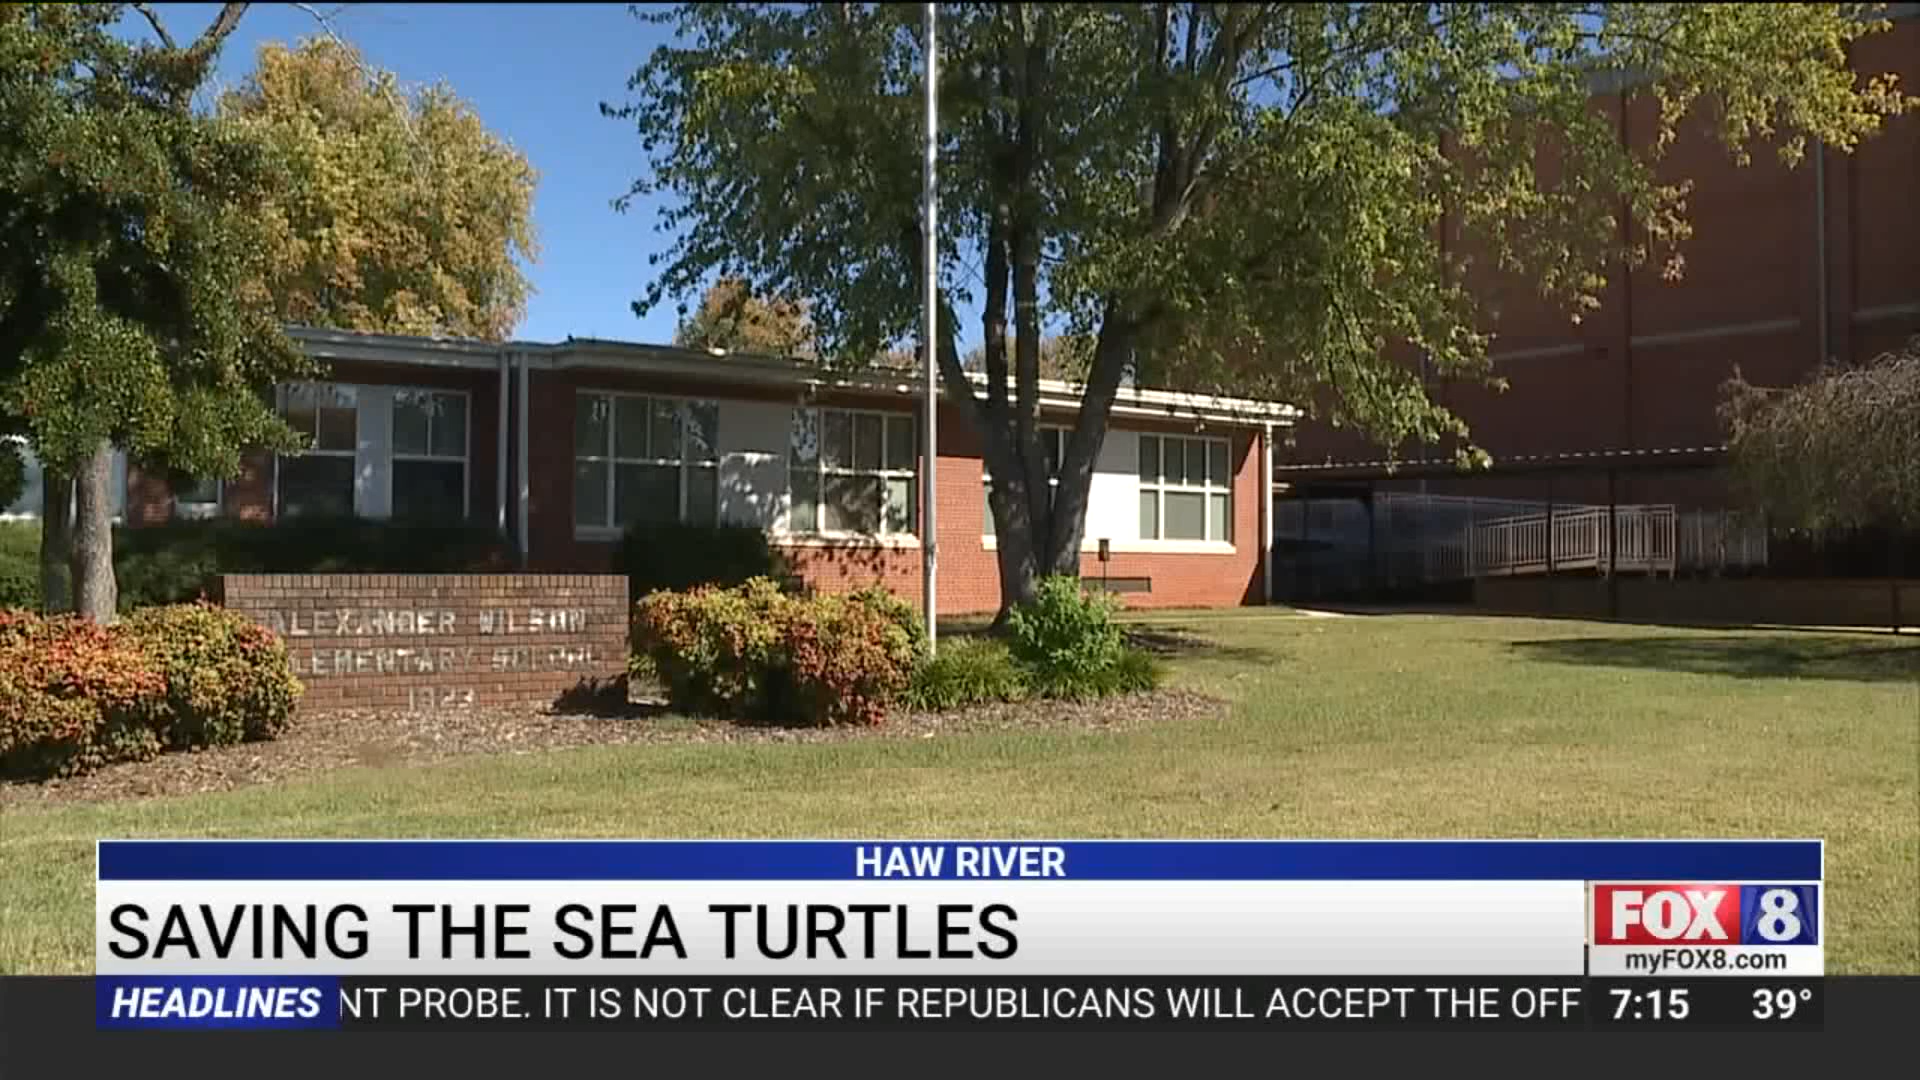 ALEXANDER WILSON
ELEMENTARY SCHOOL
1923
HAW RIVER
SAVING THE SEA TURTLES
FOX 8
myFOX8.com
HEADLINES NT PROBE. IT IS NOT CLEAR IF REPUBLICANS WILL ACCEPT THE OFF 7:15 39°